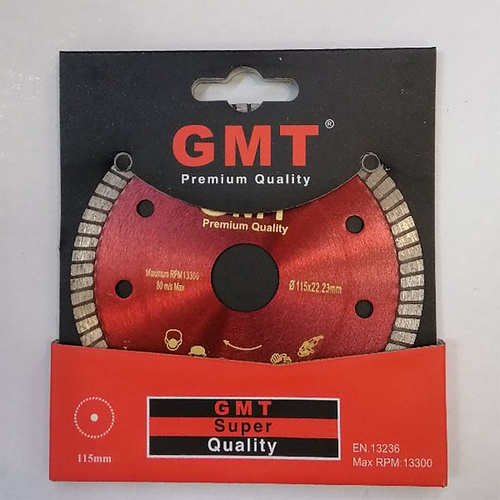 GMT®
Premium Quality
GMT
Premium Quality
Maximum RPM 13300
80 m/s Max
Ø 115x22.23mm
GMT
Super
Quality
115mm
EN.13236
Max RPM:13300